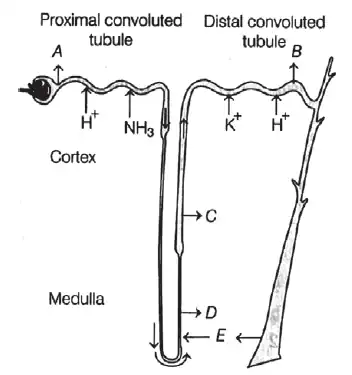 Proximal convoluted
tubule
Distal convoluted
tubule
A
B
H+
NH3
K+
H+
Cortex
C
Medulla
D
E